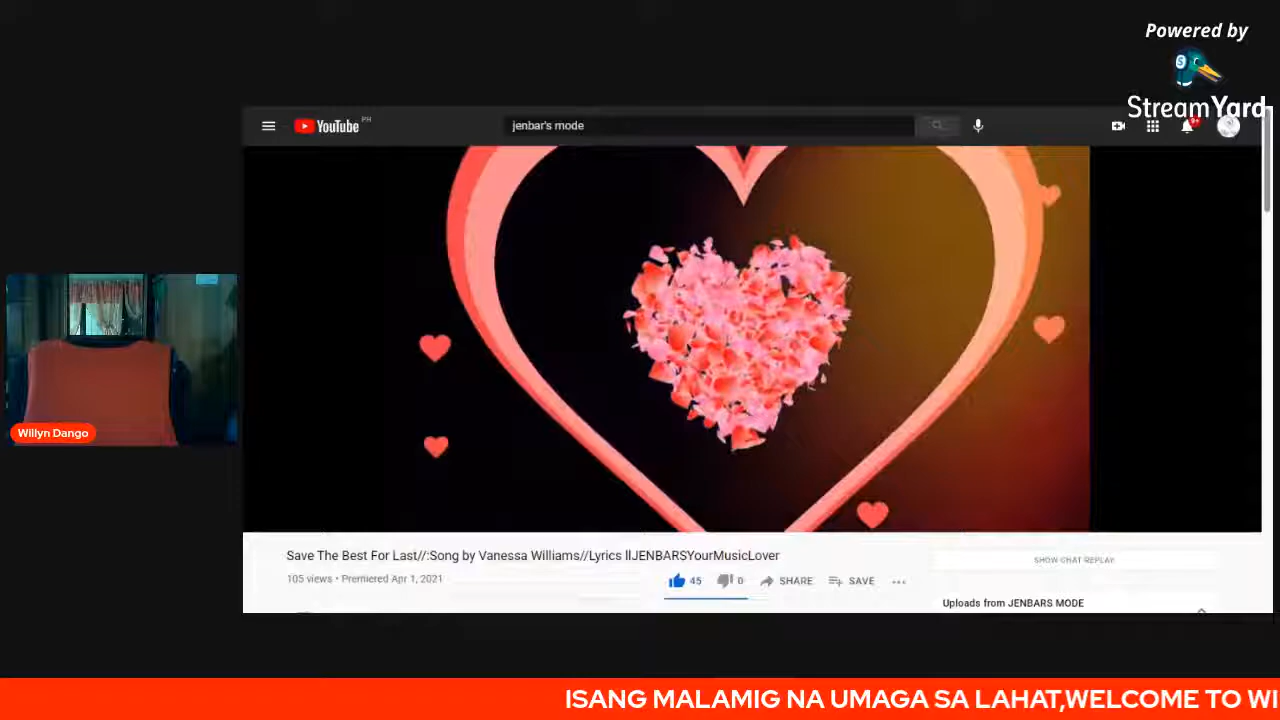 Powered by
StreamYard
YouTube PH
jenbar's mode
9+
Willyn Dango
Save The Best For Last//:Song by Vanessa Williams//Lyrics llJENBARSYourMusicLover
105 views • Premiered Apr 1, 2021
45
0
SHARE
SAVE
SHOW CHAT REPLAY
Uploads from JENBARS MODE
ISANG MALAMIG NA UMAGA SA LAHAT,WELCOME TO WI